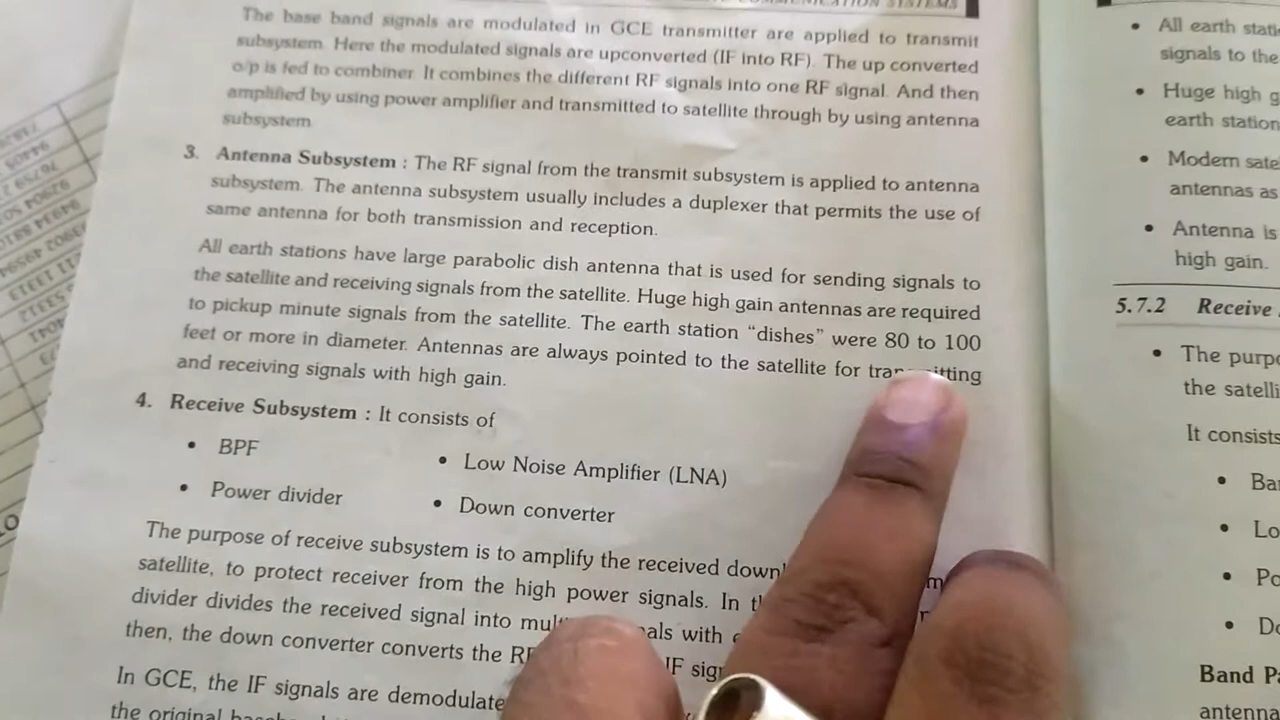 COMMUNICATION SYSTEMS
The base band signals are modulated in GCE transmitter are applied to transmit
subsystem. Here the modulated signals are upconverted (IF into RF). The up converted
o/p is fed to combiner. It combines the different RF signals into one RF signal. And then
amplified by using power amplifier and transmitted to satellite through by using antenna
subsystem.
3. Antenna Subsystem : The RF signal from the transmit subsystem is applied to antenna
subsystem. The antenna subsystem usually includes a duplexer that permits the use of
same antenna for both transmission and reception.
All earth stations have large parabolic dish antenna that is used for sending signals to
the satellite and receiving signals from the satellite. Huge high gain antennas are required
to pickup minute signals from the satellite. The earth station “dishes” were 80 to 100
feet or more in diameter. Antennas are always pointed to the satellite for transmitting
and receiving signals with high gain.
4. Receive Subsystem : It consists of
• BPF
• Low Noise Amplifier (LNA)
• Power divider
• Down converter
The purpose of receive subsystem is to amplify the received down
satellite, to protect receiver from the high power signals. In
divider divides the received signal into signals with
then, the down converter converts the RF IF
In GCE, the IF signals are demodulate
the original
• All earth
signals to the
• Huge high
earth station
• Modern
antennas as
• Antenna is
high gain.
5.7.2 Receive
• The
the
It consists
•
•
•
•
Band
antenna